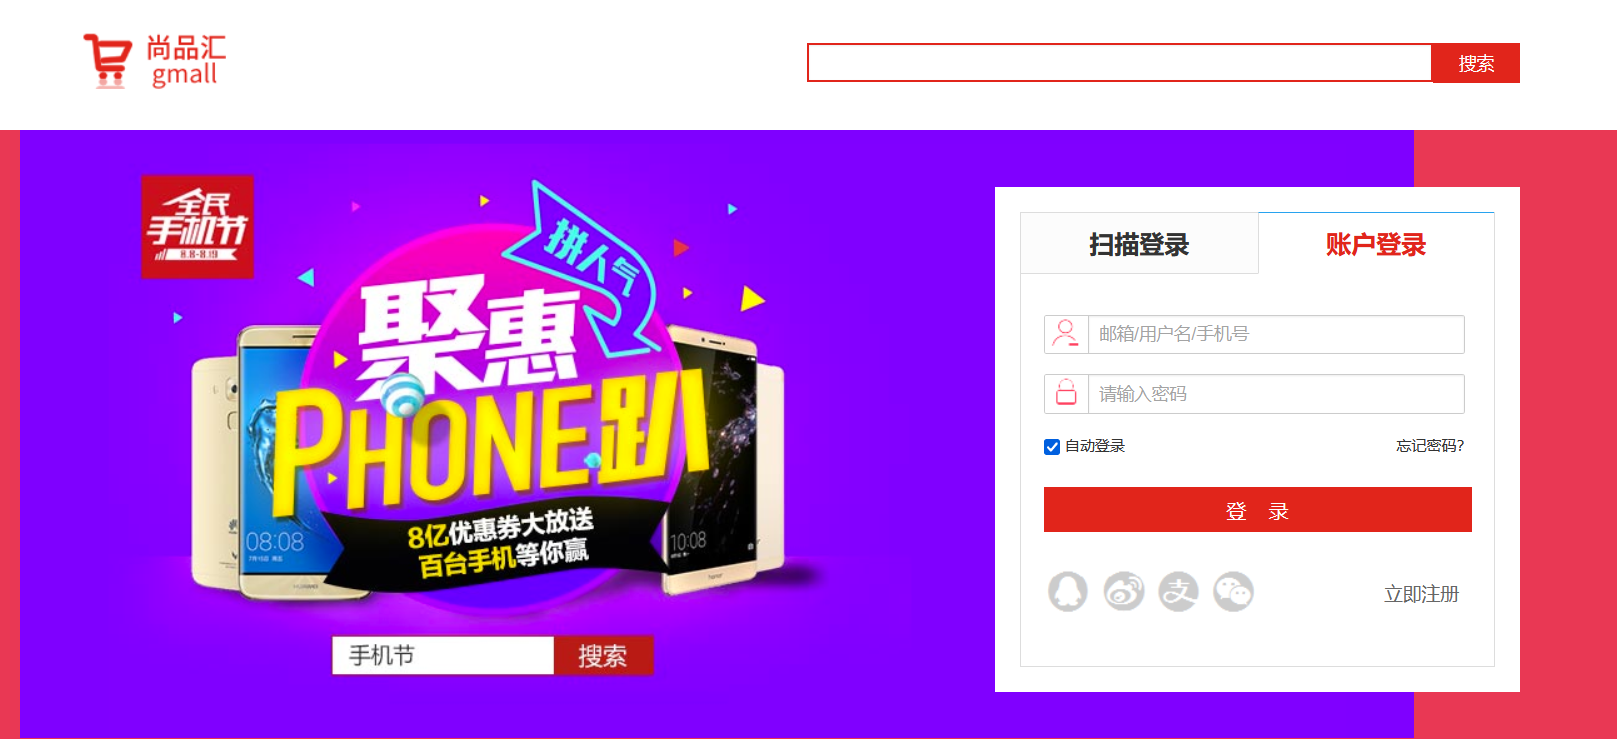 尚品汇
gmall
搜索
全民
手机节
8.8-8.19
拼人气
聚惠
PHONE趴
8亿优惠券大放送
百台手机等你赢
08:08
10:08
手机节
搜索
扫描登录
账户登录
邮箱/用户名/手机号
请输入密码
自动登录
忘记密码?
登 录
立即注册